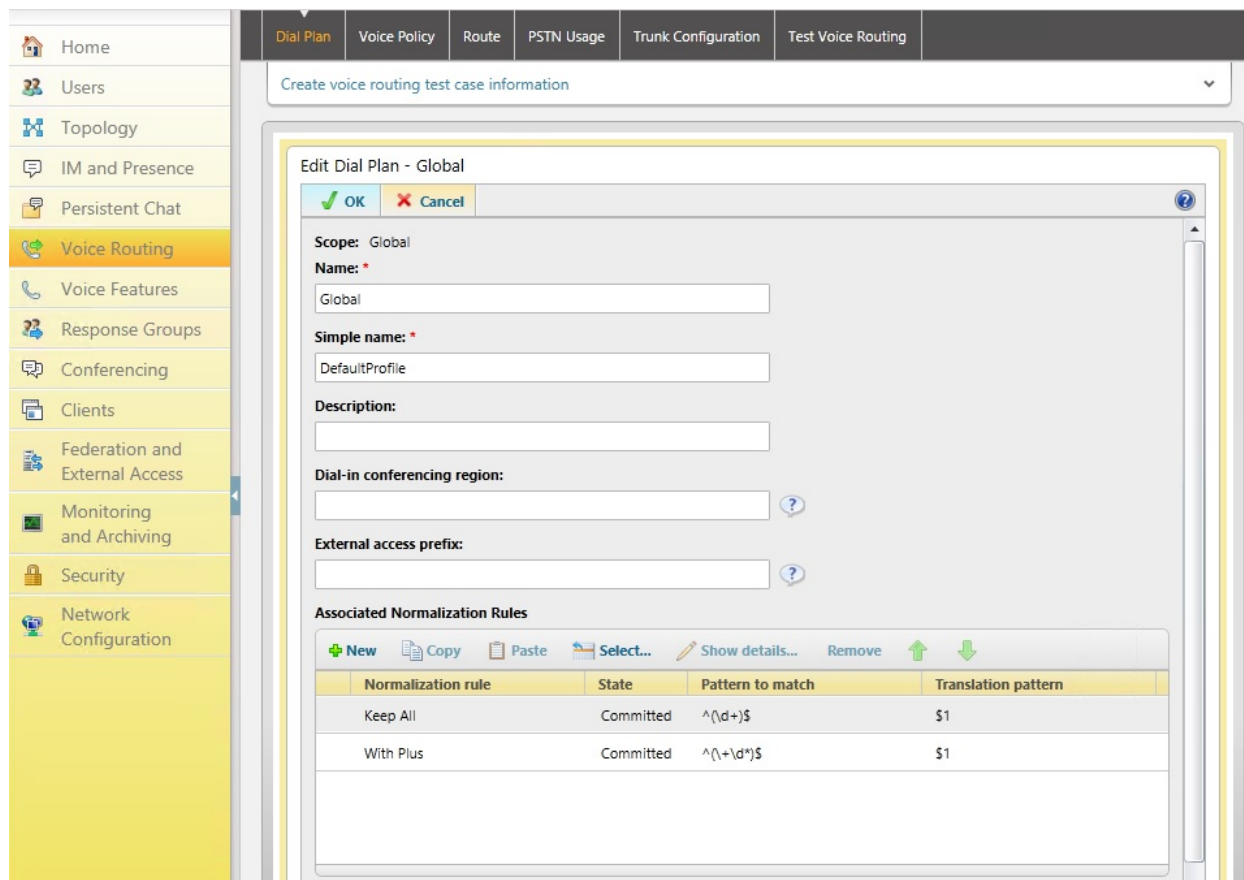 Home
Users
Topology
IM and Presence
Persistent Chat
Voice Routing
Voice Features
Response Groups
Conferencing
Clients
Federation and
External Access
Monitoring
and Archiving
Security
Network
Configuration
Dial Plan Voice Policy Route PSTN Usage Trunk Configuration Test Voice Routing
Create voice routing test case information
Edit Dial Plan - Global
OK Cancel ?
Scope: Global
Name: *
Global
Simple name: *
DefaultProfile
Description:
Dial-in conferencing region:
?
External access prefix:
?
Associated Normalization Rules
New Copy Paste Select... Show details... Remove
Normalization rule State Pattern to match Translation pattern
Keep All Committed ^(\d+)$ $1
With Plus Committed ^(\+\d*)$ $1